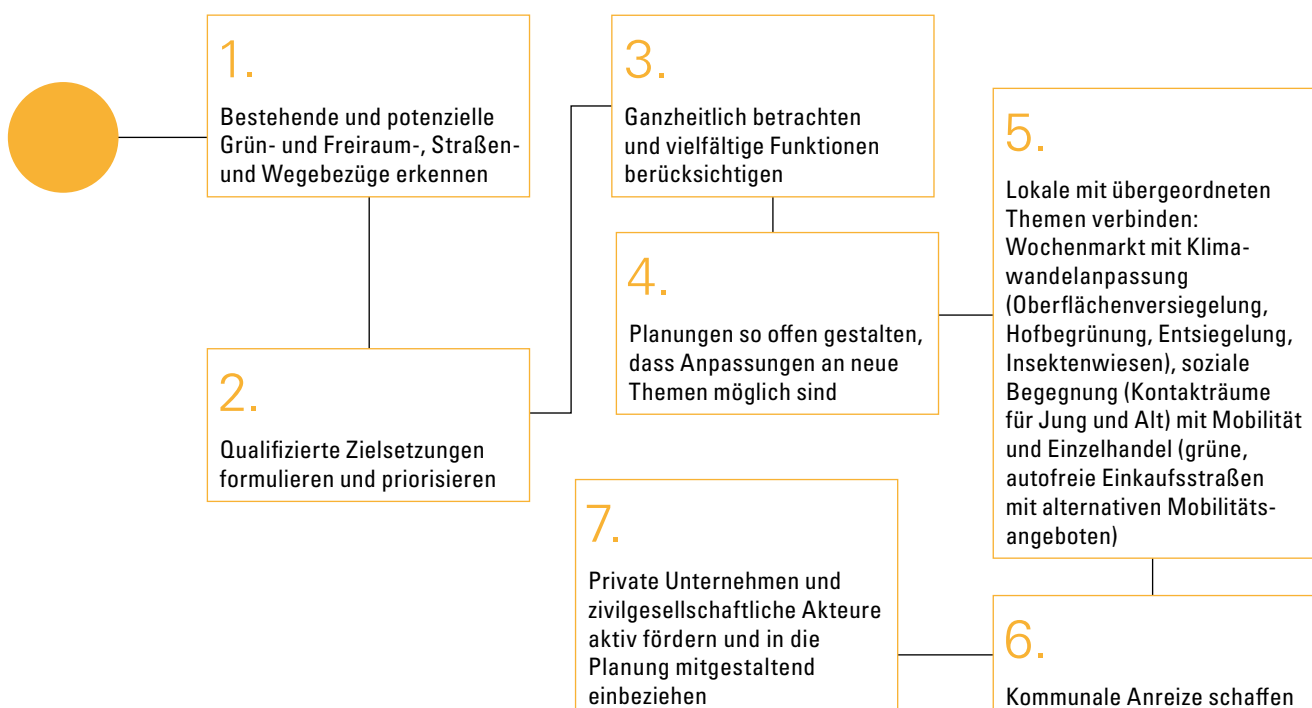 1.
Bestehende und potenzielle
Grün- und Freiraum-, Straßen-
und Wegebezüge erkennen
2.
Qualifizierte Zielsetzungen
formulieren und priorisieren
3.
Ganzheitlich betrachten
und vielfältige Funktionen
berücksichtigen
4.
Planungen so offen gestalten,
dass Anpassungen an neue
Themen möglich sind
5.
Lokale mit übergeordneten
Themen verbinden:
Wochenmarkt mit Klima-
wandelanpassung
(Oberflächenversiegelung,
Hofbegrünung, Entsiegelung,
Insektenwiesen), soziale
Begegnung (Kontakträume
für Jung und Alt) mit Mobilität
und Einzelhandel (grüne,
autofreie Einkaufsstraßen
mit alternativen Mobilitäts-
angeboten)
6.
Kommunale Anreize schaffen
7.
Private Unternehmen und
zivilgesellschaftliche Akteure
aktiv fördern und in die
Planung mitgestaltend
einbeziehen